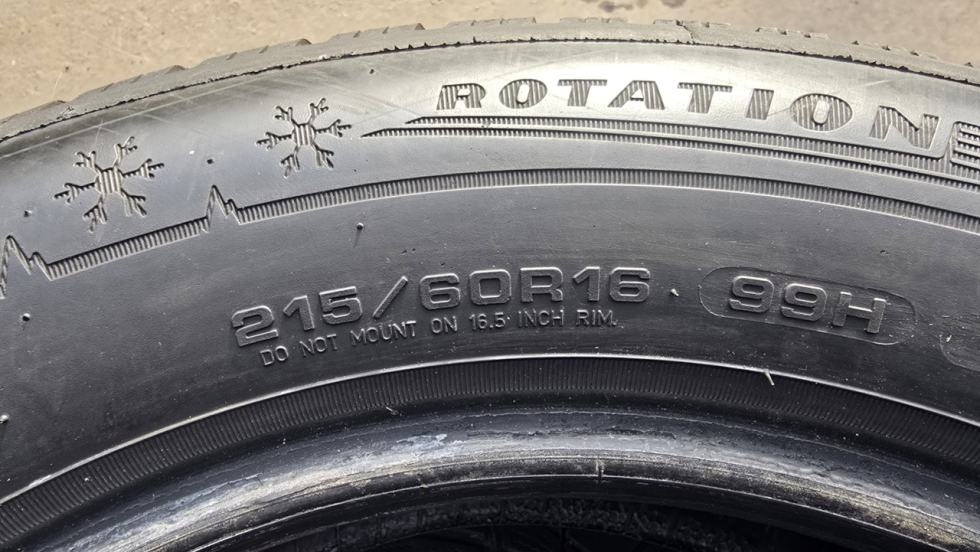 ROTATION
215/60R16 99H
DO NOT MOUNT ON 16.5 INCH RIM.